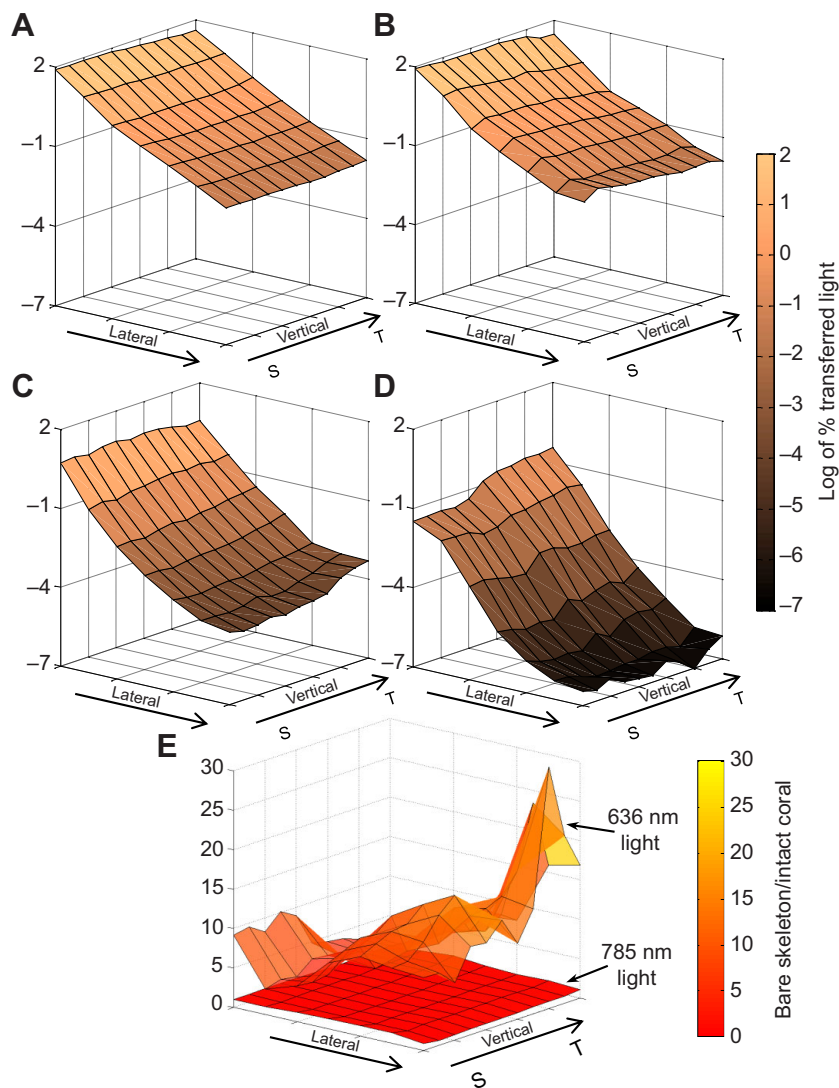 A
B
2
–1
–4
–7
Lateral
Vertical
S
T
2
–1
–4
–7
Lateral
Vertical
S
T
C
D
2
–1
–4
–7
Lateral
Vertical
S
T
2
–1
–4
–7
Lateral
Vertical
S
T
2
1
0
–1
–2
–3
–4
–5
–6
–7
Log of % transferred light
E
30
25
20
15
10
5
0
Lateral
Vertical
S
T
636 nm
light
785 nm
light
30
25
20
15
10
5
0
Bare skeleton/intact coral